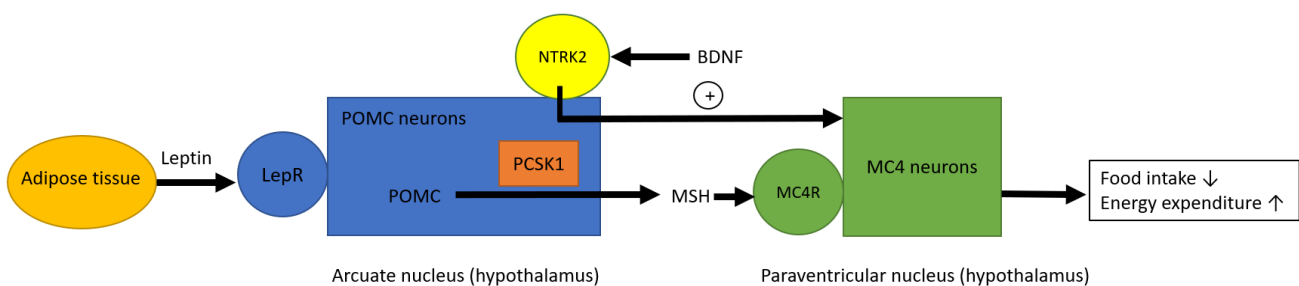 NTRK2
BDNF
+
POMC neurons
Leptin
PCSK1
Adipose tissue
LepR
POMC
MSH
MC4R
MC4 neurons
Food intake ↓
Energy expenditure ↑
Arcuate nucleus (hypothalamus)
Paraventricular nucleus (hypothalamus)